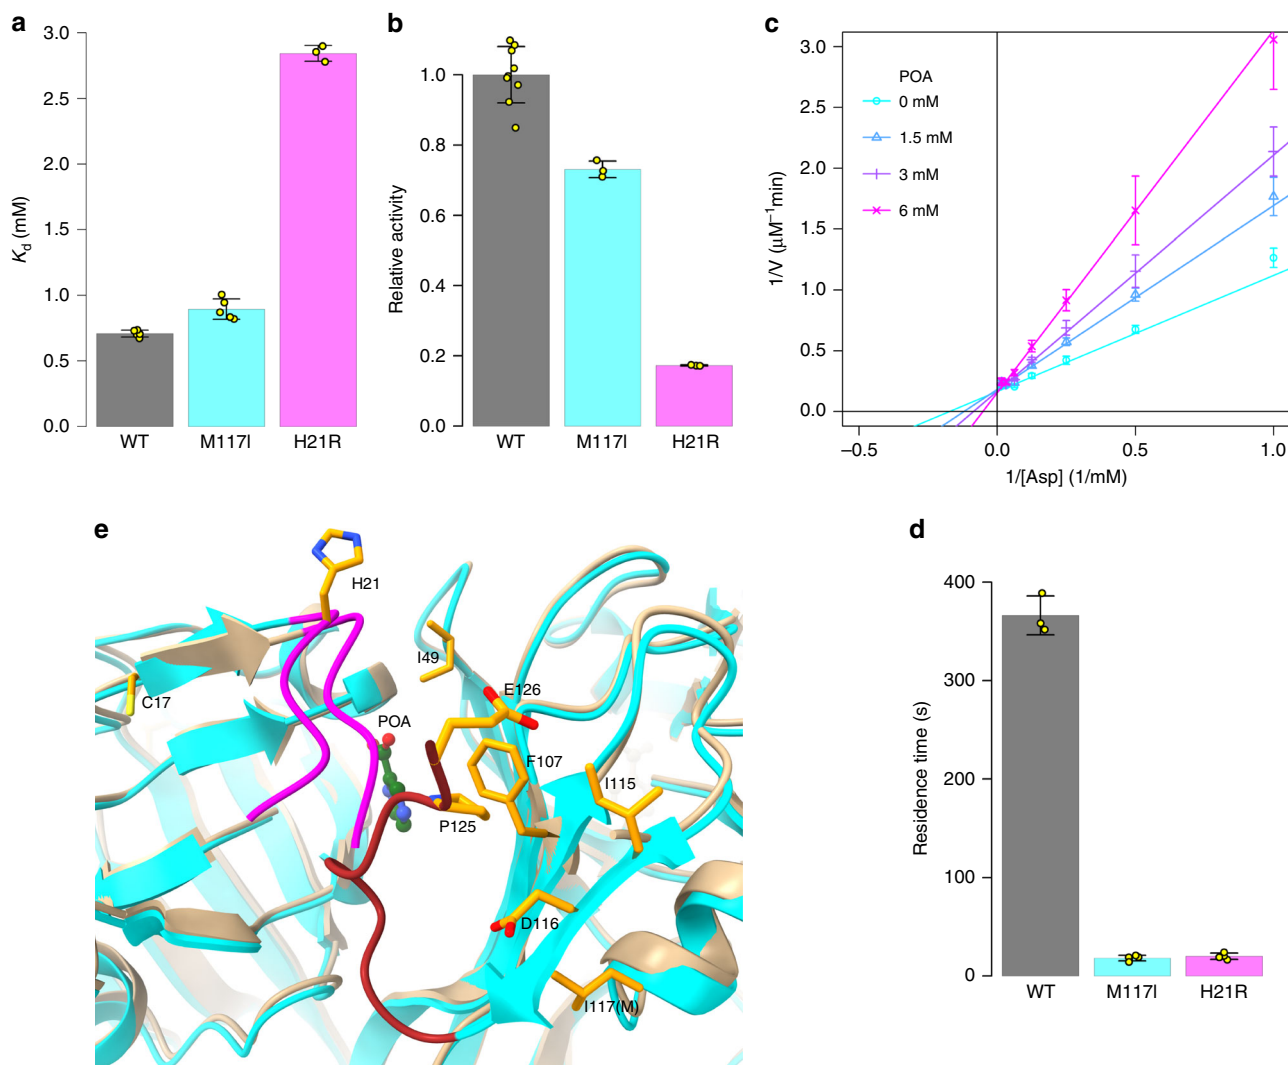 a
3.0
2.5
2.0
1.5
1.0
0.5
0.0
Kd (mM)
WT
M117I
H21R
b
1.0
0.8
0.6
0.4
0.2
0.0
Relative activity
WT
M117I
H21R
c
3.0
2.5
2.0
1.5
1.0
0.5
0.0
1/V (μM⁻¹min)
POA
0 mM
1.5 mM
3 mM
6 mM
–0.5
0.0
0.5
1.0
1/[Asp] (1/mM)
e
H21
I49
C17
E126
POA
F107
I115
P125
D116
I117(M)
d
400
300
200
100
0
Residence time (s)
WT
M117I
H21R